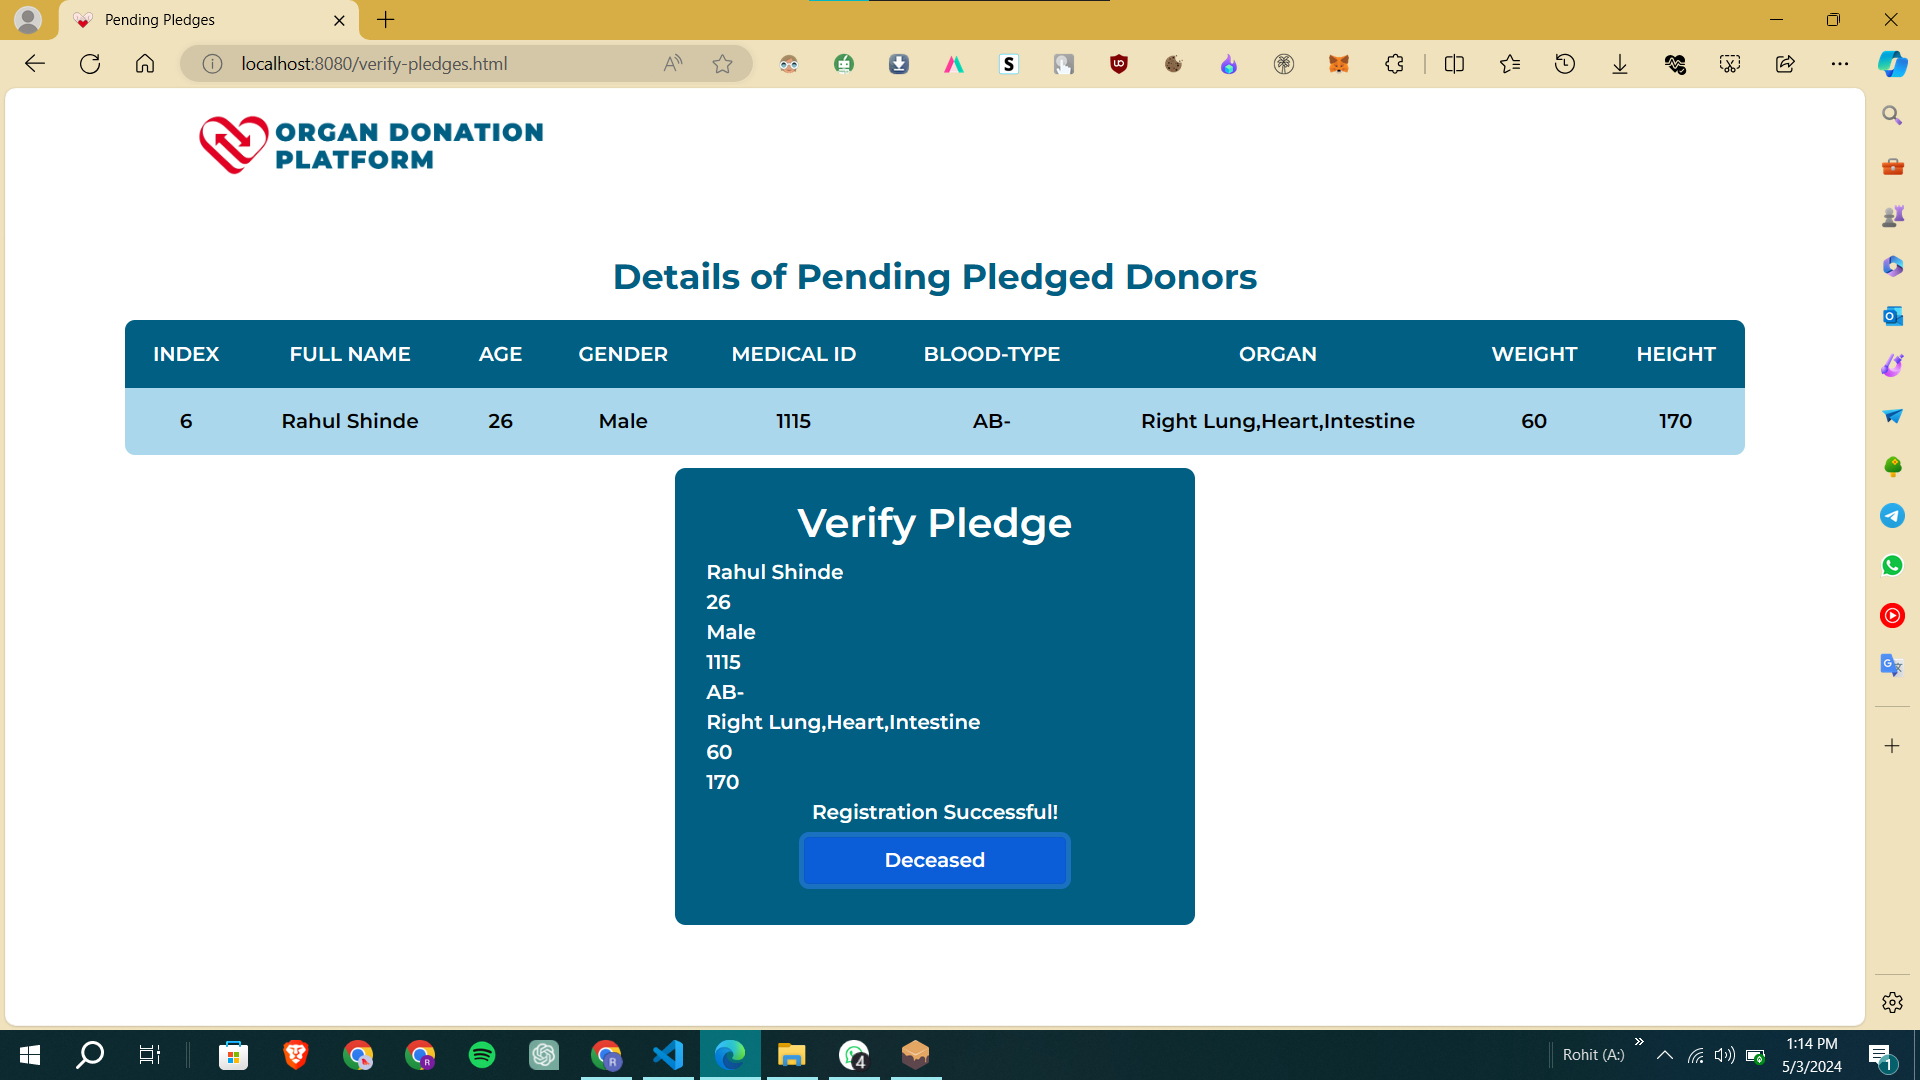 Pending Pledges
localhost:8080/verify-pledges.html
ORGAN DONATION
PLATFORM
Details of Pending Pledged Donors
INDEX FULL NAME AGE GENDER MEDICAL ID BLOOD-TYPE ORGAN WEIGHT HEIGHT
6 Rahul Shinde 26 Male 1115 AB- Right Lung,Heart,Intestine 60 170
Verify Pledge
Rahul Shinde
26
Male
1115
AB-
Right Lung,Heart,Intestine
60
170
Registration Successful!
Deceased
Rohit (A:)
1:14 PM
5/3/2024
4
1